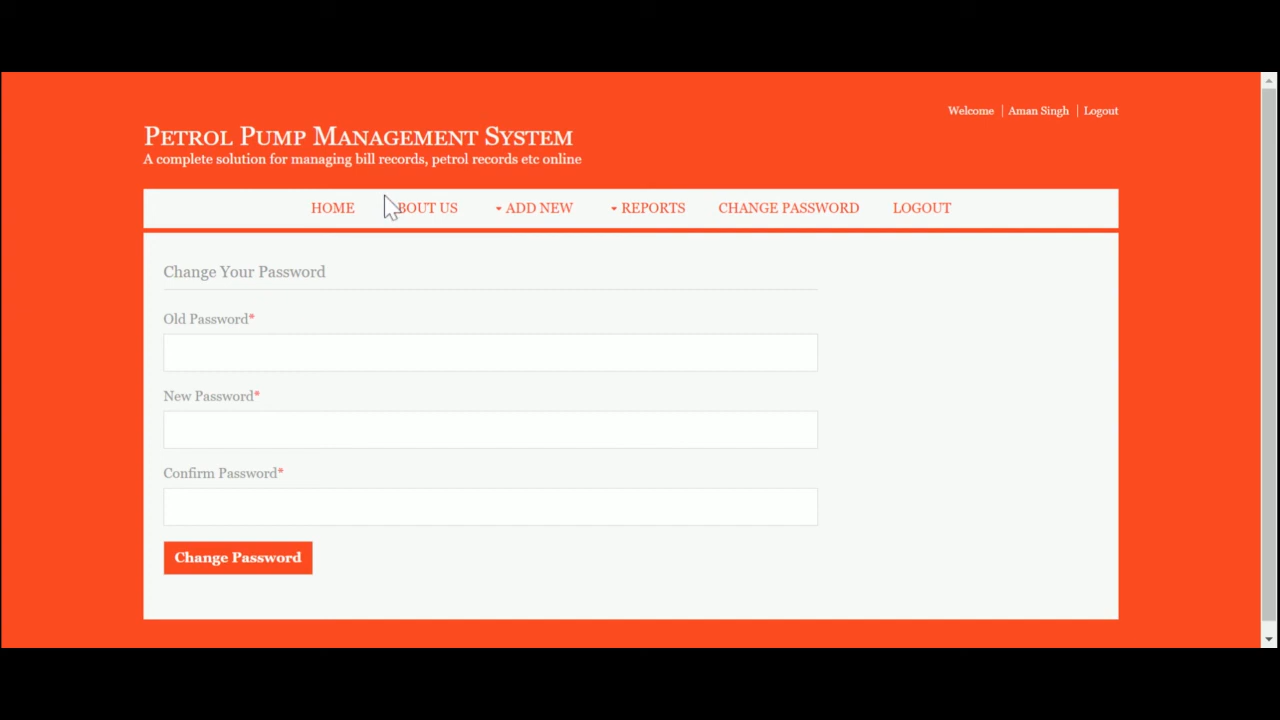 Welcome | Aman Singh | Logout
Petrol Pump Management System
A complete solution for managing bill records, petrol records etc online
HOME BOUT US ADD NEW REPORTS CHANGE PASSWORD LOGOUT
Change Your Password
Old Password*
New Password*
Confirm Password*
Change Password